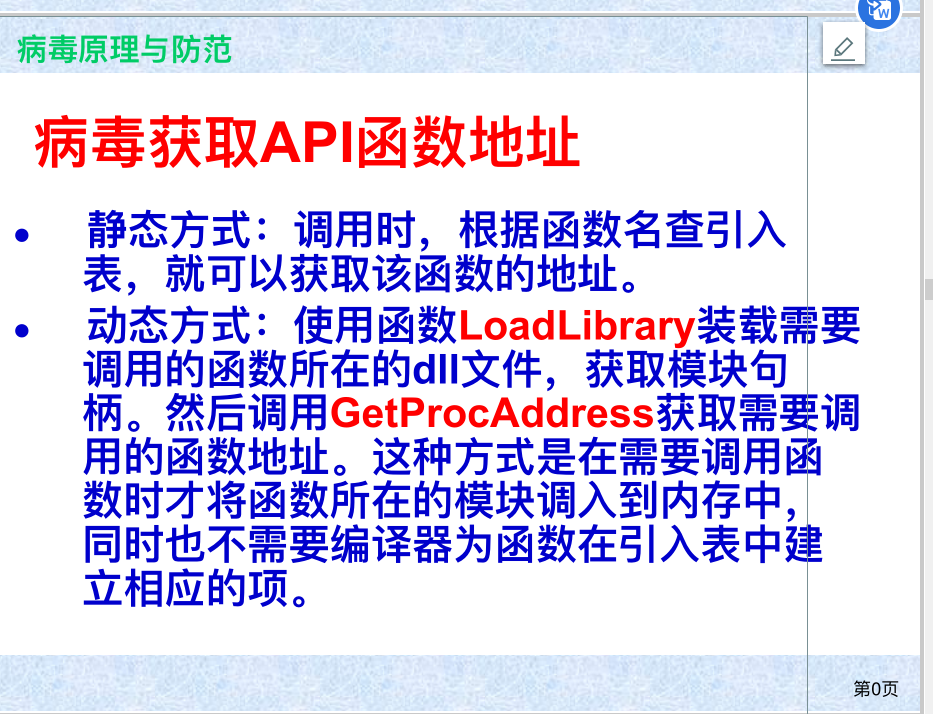 病毒原理与防范
病毒获取API函数地址
• 静态方式：调用时，根据函数名查引入
表，就可以获取该函数的地址。
• 动态方式：使用函数LoadLibrary装载需要
调用的函数所在的dll文件，获取模块句
柄。然后调用GetProcAddress获取需要调
用的函数地址。这种方式是在需要调用函
数时才将函数所在的模块调入到内存中，
同时也不需要编译器为函数在引入表中建
立相应的项。
第0页